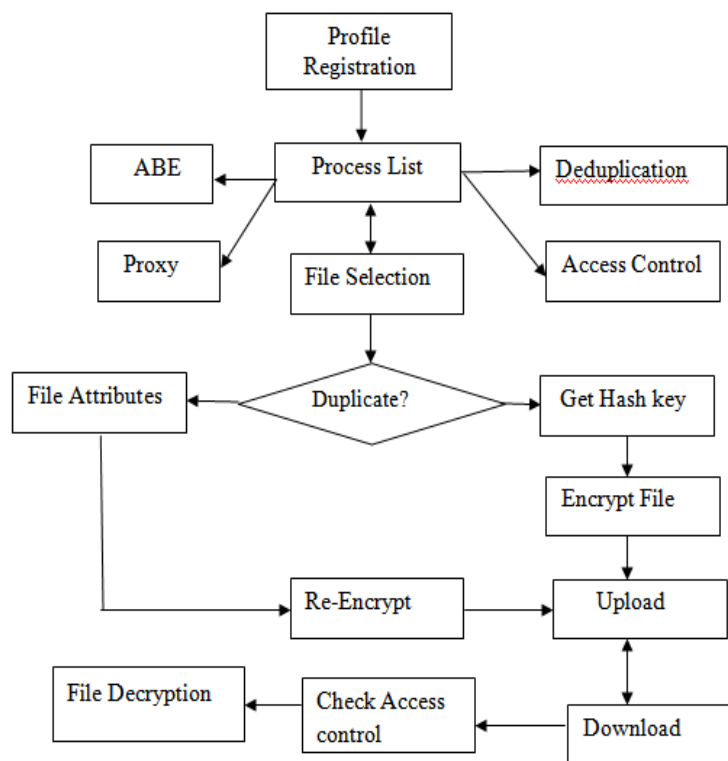 Profile
Registration
ABE
Process List
Deduplication
Proxy
File Selection
Access Control
File Attributes
Duplicate?
Get Hash key
Encrypt File
Re-Encrypt
Upload
File Decryption
Check Access
control
Download